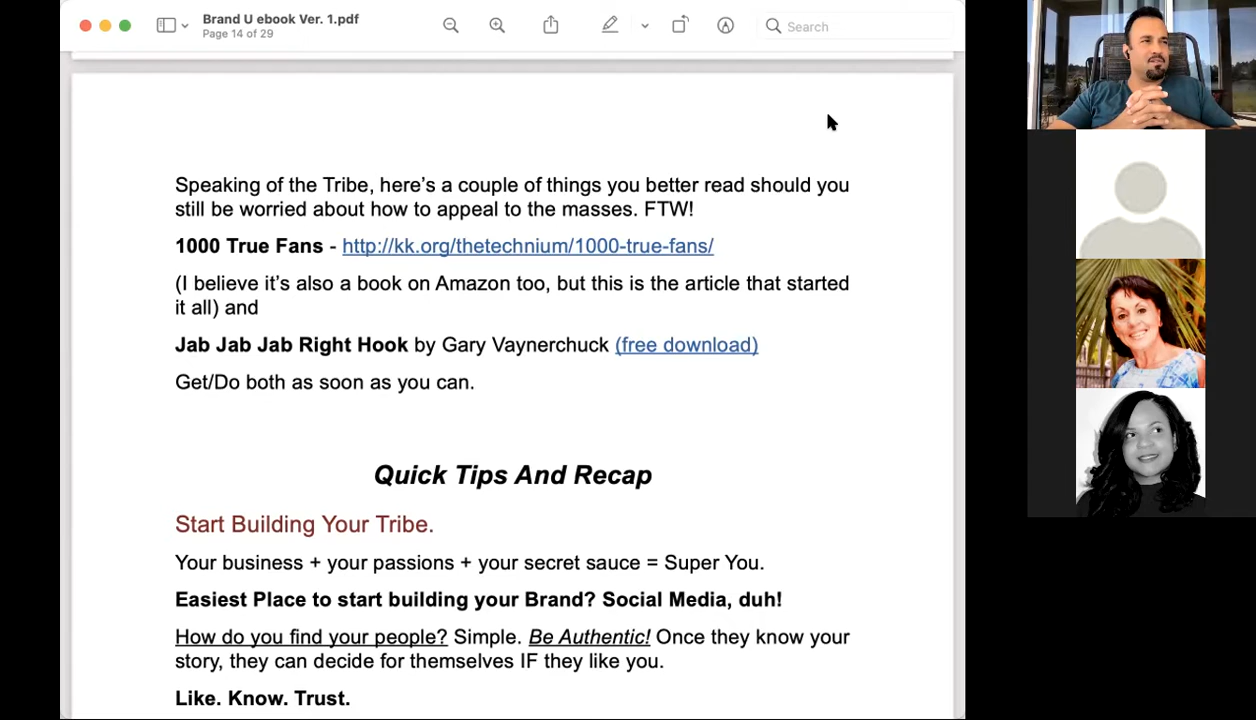 Brand U ebook Ver. 1.pdf
Page 14 of 29
Search
Speaking of the Tribe, here's a couple of things you better read should you
still be worried about how to appeal to the masses. FTW!
1000 True Fans - http://kk.org/thetechnium/1000-true-fans/
(I believe it's also a book on Amazon too, but this is the article that started
it all) and
Jab Jab Jab Right Hook by Gary Vaynerchuck (free download)
Get/Do both as soon as you can.
Quick Tips And Recap
Start Building Your Tribe.
Your business + your passions + your secret sauce = Super You.
Easiest Place to start building your Brand? Social Media, duh!
How do you find your people? Simple. Be Authentic! Once they know your
story, they can decide for themselves IF they like you.
Like. Know. Trust.